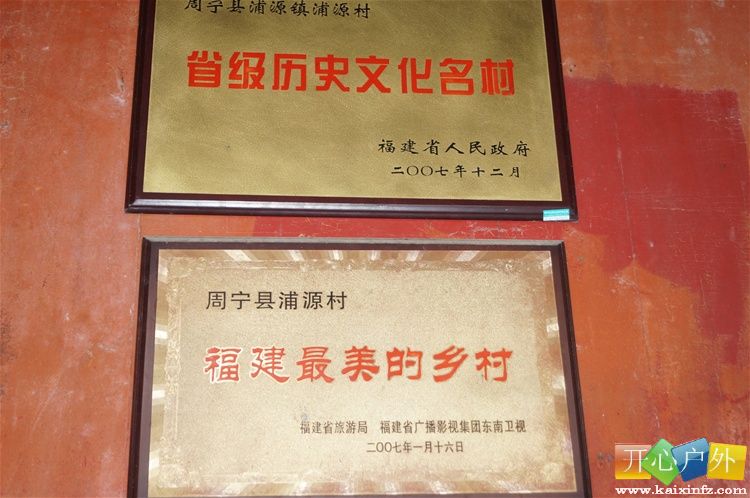 周宁县浦源镇浦源村
省级历史文化名村
福建省人民政府
二〇〇七年十二月
周宁县浦源村
福建最美的乡村
福建省旅游局 福建省广播影视集团东南卫视
二〇〇七年一月十六日
开心户外
www.kaixinfz.com